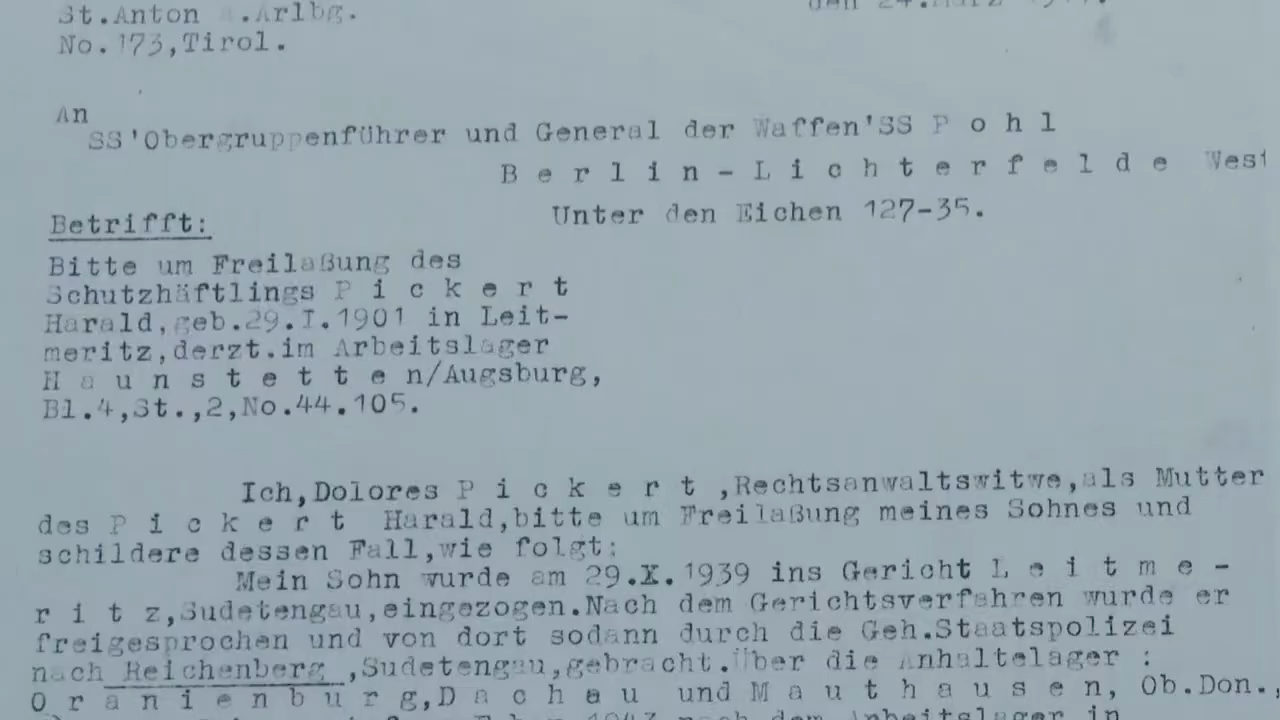 St.Anton a.Arlbg.
No.173,Tirol.
An
SS'Obergruppenführer und General der Waffen'SS P o h l
B e r l i n - L i c h t e r f e l d e West
Unter den Eichen 127-35.
Betrifft:
Bitte um Freilaßung des
Schutzhäftlings P i c k e r t
Harald,geb.29.I.1901 in Leit-
meritz,derzt.im Arbeitslager
H a u n s t e t t e n/Augsburg,
Bl.4,St.,2,No.44.105.
Ich,Dolores P i c k e r t ,Rechtsanwaltswitwe,als Mutter
des P i c k e r t Harald,bitte um Freilaßung meines Sohnes und
schildere dessen Fall,wie folgt:
Mein Sohn wurde am 29.X.1939 ins Gericht L e i t m e -
r i t z,Sudetengau,eingezogen.Nach dem Gerichtsverfahren wurde er
freigesprochen und von dort sodann durch die Geh.Staatspolizei
nach Reichenberg ,Sudetengau,gebracht.Über die Anhaltelager :
O r a n i e n b u r g,D a c h a u und M a u t h a u s e n, Ob.Don.,
nach dem Arbeitslager in